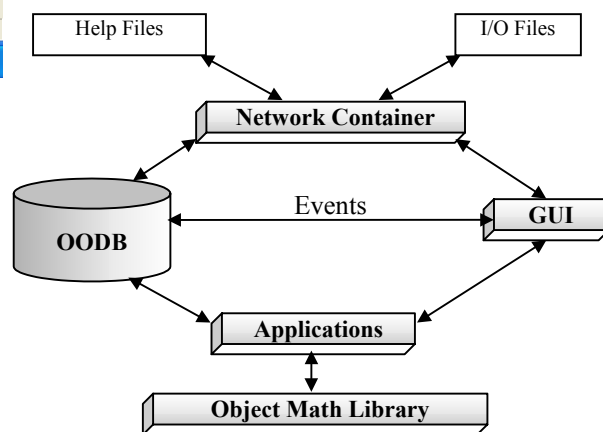 Help Files
I/O Files
Network Container
Events
GUI
OODB
Applications
Object Math Library